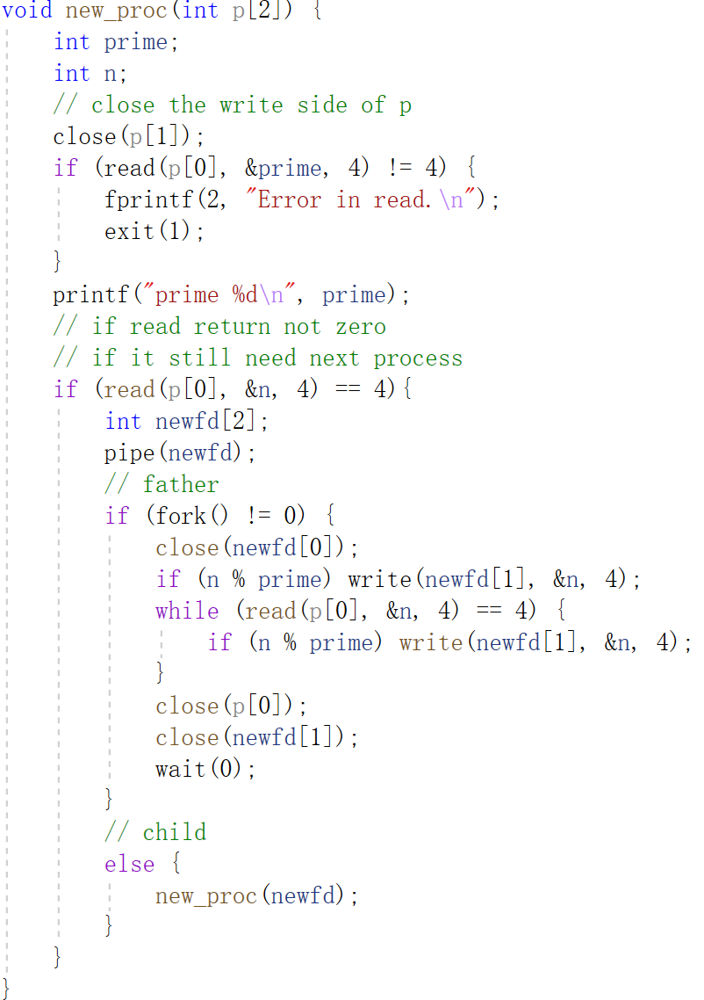 void new_proc(int p[2]) {
    int prime;
    int n;
    // close the write side of p
    close(p[1]);
    if (read(p[0], &prime, 4) != 4) {
        fprintf(2, "Error in read.\n");
        exit(1);
    }
    printf("prime %d\n", prime);
    // if read return not zero
    // if it still need next process
    if (read(p[0], &n, 4) == 4){
        int newfd[2];
        pipe(newfd);
        // father
        if (fork() != 0) {
            close(newfd[0]);
            if (n % prime) write(newfd[1], &n, 4);
            while (read(p[0], &n, 4) == 4) {
                if (n % prime) write(newfd[1], &n, 4);
            }
            close(p[0]);
            close(newfd[1]);
            wait(0);
        }
        // child
        else {
            new_proc(newfd);
        }
    }
}